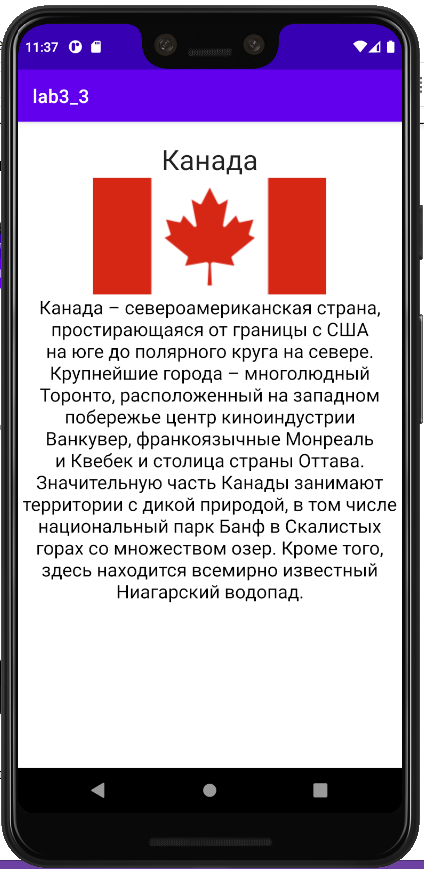 11:37
lab3_3
Канада
Канада – североамериканская страна,
простирающаяся от границы с США
на юге до полярного круга на севере.
Крупнейшие города – многолюдный
Торонто, расположенный на западном
побережье центр киноиндустрии
Ванкувер, франкоязычные Монреаль
и Квебек и столица страны Оттава.
Значительную часть Канады занимают
территории с дикой природой, в том числе
национальный парк Банф в Скалистых
горах со множеством озер. Кроме того,
здесь находится всемирно известный
Ниагарский водопад.